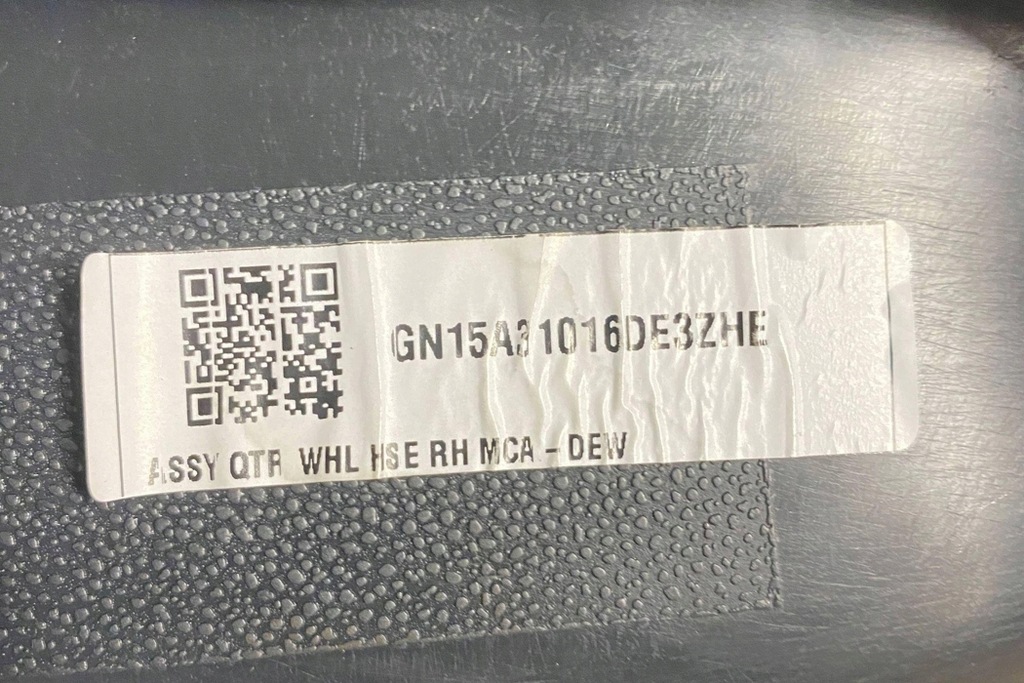 GN15A31016DE3ZHE
ASSY QTR WHL HSE RH MCA - DEW